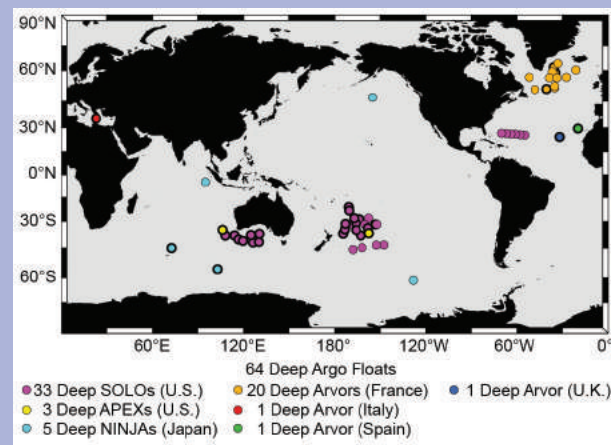 90°N
60°N
30°N
0°N
30°S
60°S
60°E 120°E 180°W 120°W 60°W 0°W
64 Deep Argo Floats
33 Deep SOLOs (U.S.) 20 Deep Arvors (France) 1 Deep Arvor (U.K.)
3 Deep APEXs (U.S.) 1 Deep Arvor (Italy)
5 Deep NINJAs (Japan) 1 Deep Arvor (Spain)